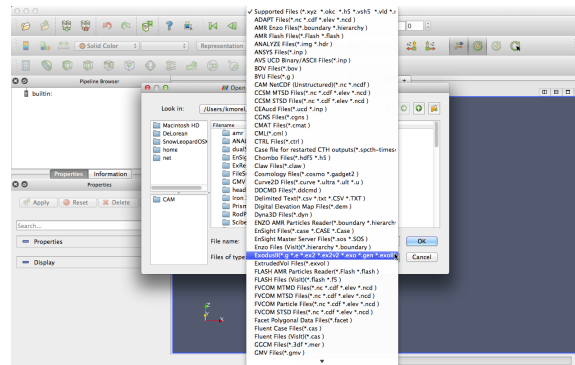 Solid Color
Representation
0
Pipeline Browser
builtin:
Properties
Information
Properties
Apply
Reset
Delete
Search...
Properties
Display
Open
Look in:
/Users/kmorel
Macintosh HD
DeLorean
SnowLeopardOSX
home
net
CAM
Filename
amr
File name:
Files of type
OK
Cancel
Supported Files (*.xyz *.okc *.h5 *.vsh5 *.vld *.
ADAPT Files(*.nc *.cdf *.elev *.ncd )
AMR Enzo Files(*.boundary *.hierarchy )
AMR Flash Files(*.Flash *.flash )
ANALYZE Files(*.img *.hdr )
ANSYS Files(*.inp )
AVS UCD Binary/ASCII Files(*.inp )
BOV Files(*.bov )
BYU Files(*.g )
CAM NetCDF (Unstructured)(*.nc *.ncdf )
CCSM MTSD Files(*.nc *.cdf *.elev *.ncd )
CCSM STSD Files(*.nc *.cdf *.elev *.ncd )
CEAucd Files(*.ucd *.inp )
CGNS Files(*.cgns )
CMAT Files(*.cmat )
CML(*.cml )
CTRL Files(*.ctrl )
Case file for restarted CTH outputs(*.spcth-times
Chombo Files(*.hdf5 *.h5 )
Claw Files(*.claw )
Cosmology files(*.cosmo *.gadget2 )
Curve2D Files(*.curve *.ultra *.ult *.u )
DDCMD Files(*.ddcmd )
Delimited Text(*.csv *.txt *.CSV *.TXT )
Digital Elevation Map Files(*.dem )
Dyna3D Files(*.dyn )
ENZO AMR Particles Reader(*.boundary *.hierarch
EnSight Files(*.case *.CASE *.Case )
EnSight Master Server Files(*.sos *.SOS )
Enzo Files (VisIt)(*.hierarchy *.boundary )
ExodusII(*.g *.e *.ex2 *.ex2v2 *.exo *.gen *.exoII
ExtrudedVol Files(*.exvol )
FLASH AMR Particles Reader(*.Flash *.flash )
FLASH Files (VisIt)(*.flash *.f5 )
FVCOM MTMD Files(*.nc *.cdf *.elev *.ncd )
FVCOM MTSD Files(*.nc *.cdf *.elev *.ncd )
FVCOM Particle Files(*.nc *.cdf *.elev *.ncd )
FVCOM STSD Files(*.nc *.cdf *.elev *.ncd )
Facet Polygonal Data Files(*.facet )
Fluent Case Files(*.cas )
Fluent Files (VisIt)(*.cas )
GGCM Files(*.3df *.mer )
GMV Files(*.gmv )